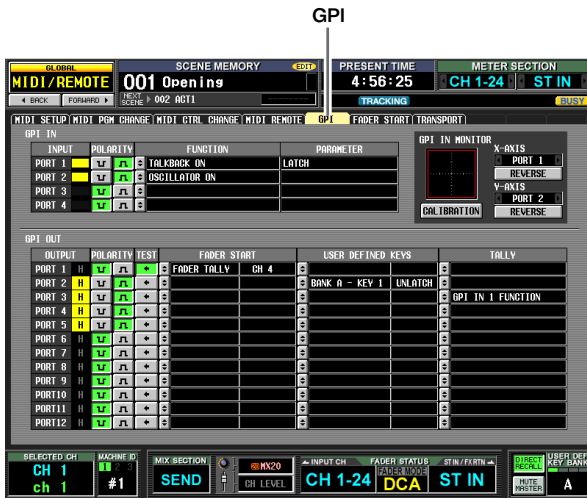 GPI
GLOBAL
MIDI/REMOTE
BACK FORWARD
SCENE MEMORY EDIT
001 Opening
NEXT SCENE 002 ACT1
PRESENT TIME
4:56:25
TRACKING
METER SECTION
CH 1-24 ST IN
BUSY
MIDI SETUP MIDI PGM CHANGE MIDI CTRL CHANGE MIDI REMOTE GPI FADER START TRANSPORT
GPI IN
INPUT POLARITY FUNCTION PARAMETER
PORT 1 TALKBACK ON LATCH
PORT 2 OSCILLATOR ON
PORT 3
PORT 4
GPI IN MONITOR
X-AXIS
PORT 1
REVERSE
Y-AXIS
PORT 2
CALIBRATION REVERSE
GPI OUT
OUTPUT POLARITY TEST FADER START USER DEFINED KEYS TALLY
PORT 1 H FADER TALLY CH 4
PORT 2 H BANK A - KEY 1 UNLATCH
PORT 3 H GPI IN 1 FUNCTION
PORT 4 H
PORT 5 H
PORT 6 H
PORT 7 H
PORT 8 H
PORT 9 H
PORT10 H
PORT11 H
PORT12 H
SELECTED CH
CH 1
ch 1
MACHINE ID
1 2 3
#1
MIX SECTION
SEND
MIX20
CH LEVEL
INPUT CH FADER STATUS ST IN/FXRTN
CH 1-24
FADER MODE
DCA
ST IN
DIRECT RECALL
MUTE MASTER
USER DEF
KEY BANK
A